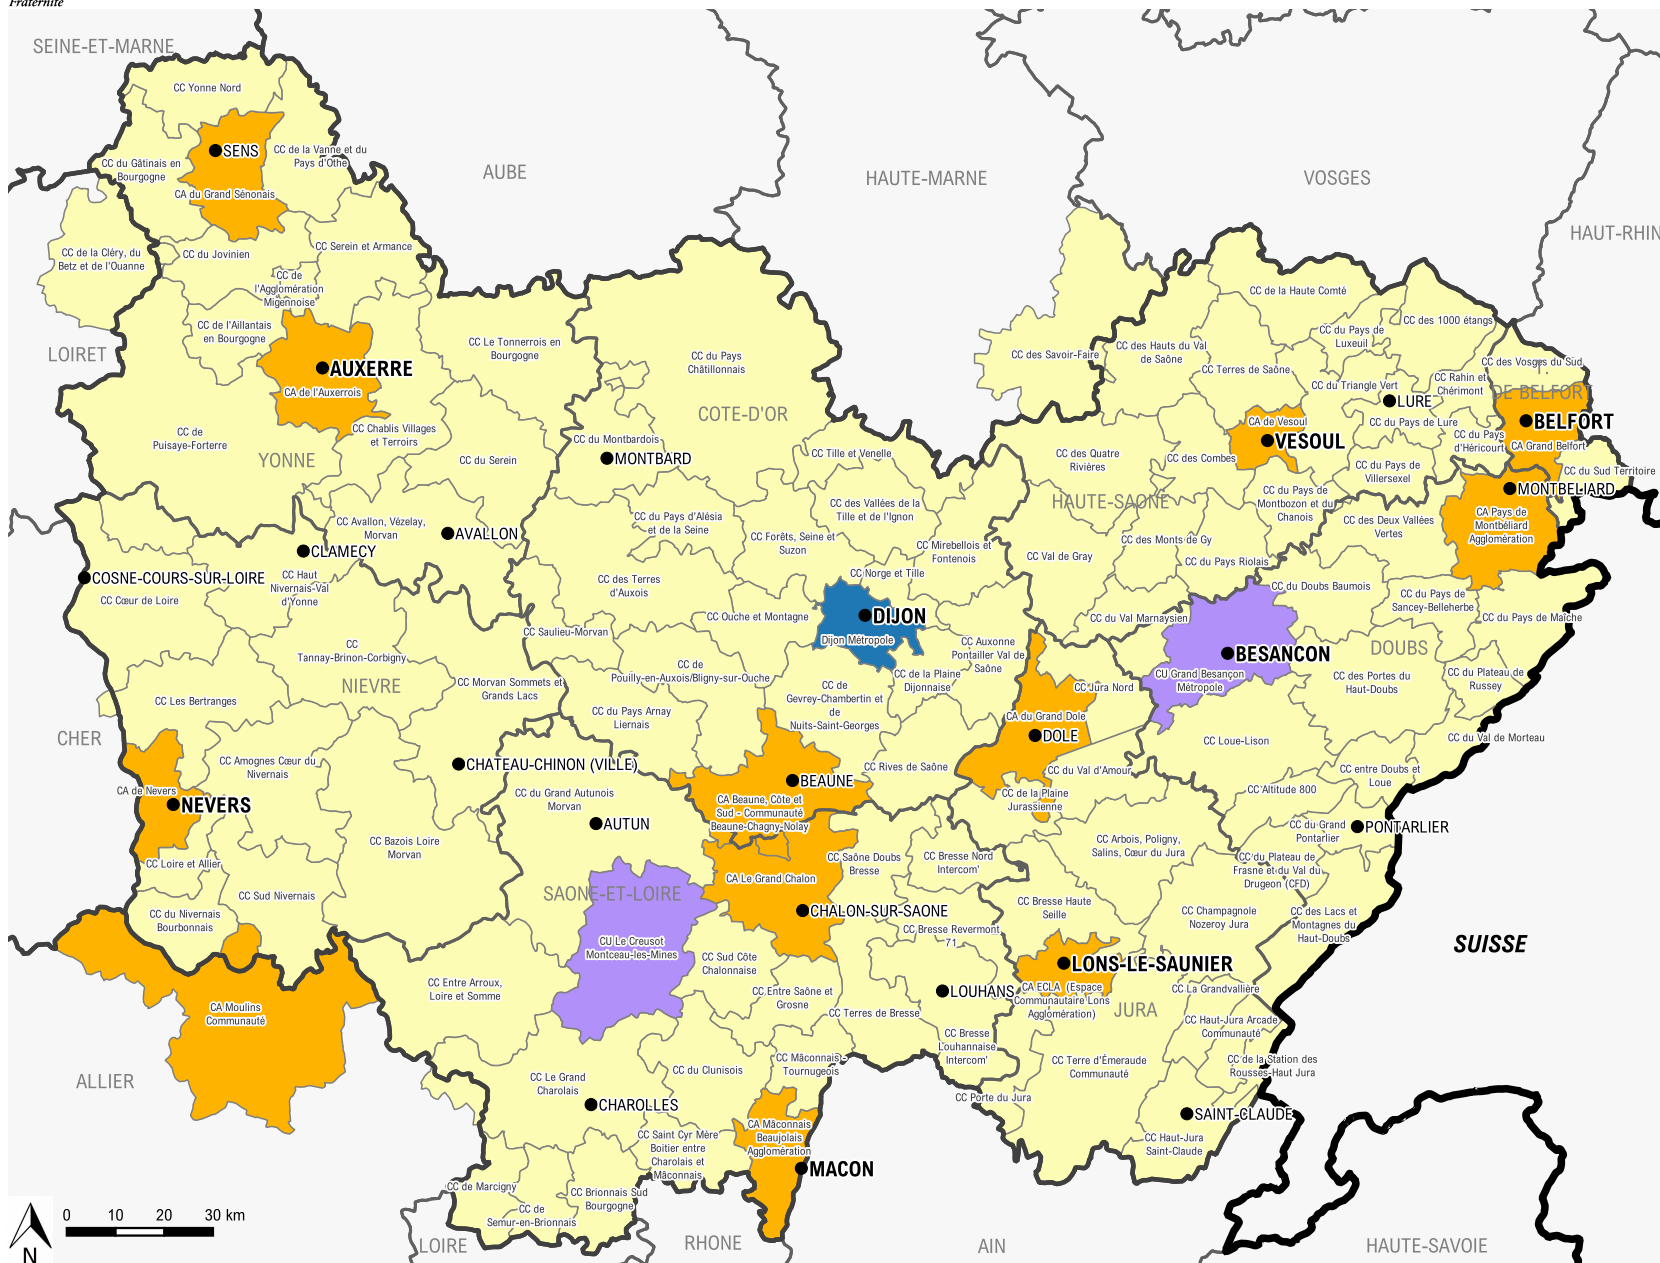 Fraternité
SEINE-ET-MARNE
CC Yonne Nord
SENS
CC de la Vanne et du
Pays d'Othe
CC du Gâtinais en
Bourgogne
CA du Grand Sénonais
AUBE
HAUTE-MARNE
VOSGES
HAUT-RHIN
CC de la Cléry, du
Betz et de l'Ouanne
CC du Jovinien
CC Serein et Armance
CC de
l'Agglomération
Migennoise
CC de l'Aillantais
en Bourgogne
LOIRET
AUXERRE
CA de l'Auxerrois
CC Le Tonnerrois en
Bourgogne
CC du Pays
Châtillonnais
COTE-D'OR
CC des Savoir-Faire
CC des Hauts du Val
de Saône
CC de la Haute Comté
CC du Pays de
Luxeuil
CC des 1000 étangs
CC Terres de Saône
CC du Triangle Vert
CC Rahin et
Chérimont
CC des Vosges du Sud
T.
DE BELFORT
LURE
BELFORT
CA Grand Belfort
CA de Vesoul
VESOUL
CC du Pays de Lure
CC du Pays
d'Héricourt
CC du Sud Territoire
CC de
Puisaye-Forterre
YONNE
CC Chablis Villages
et Terroirs
CC du Serein
CC du Montbardois
MONTBARD
CC Tille et Venelle
CC des Quatre
Rivières
CC des Combes
CC du Pays de
Villersexel
MONTBELIARD
HAUTE-SAONE
CC du Pays de
Montbozon et du
Chanois
CC des Deux Vallées
Vertes
CA Pays de
Montbéliard
Agglomération
CC Avallon, Vézelay,
Morvan
AVALLON
CLAMECY
CC du Pays d'Alésia
et de la Seine
CC des Vallées de la
Tille et de l'Ignon
CC Forêts, Seine et
Suzon
CC Mirebellois et
Fontenois
CC Val de Gray
CC des Monts de Gy
CC du Pays Riolais
COSNE-COURS-SUR-LOIRE
CC Cœur de Loire
CC Haut
Nivernais-Val
d'Yonne
CC des Terres
d'Auxois
CC Norge et Tille
CC du Doubs Baumois
CC du Pays de
Sancey-Belleherbe
CC du Pays de Maîche
CC Ouche et Montagne
DIJON
Dijon Métropole
CC du Val Marnaysien
CC Saulieu-Morvan
CC Auxonne
Pontailler Val de
Saône
BESANCON
CU Grand Besançon
Métropole
DOUBS
CC
Tannay-Brinon-Corbigny
NIEVRE
CC Morvan Sommets et
Grands Lacs
CC de
Pouilly-en-Auxois/Bligny-sur-Ouche
CC de la Plaine
Dijonnaise
CC Jura Nord
CC des Portes du
Haut-Doubs
CC du Plateau de
Russey
CC Les Bertranges
CC du Pays Arnay
Liernais
CC de
Gevrey-Chambertin et
de
Nuits-Saint-Georges
CA du Grand Dole
DOLE
CC Loue-Lison
CC du Val de Morteau
CHER
CC Amognes Cœur du
Nivernais
CHATEAU-CHINON (VILLE)
BEAUNE
CC Rives de Saône
CC du Val d'Amour
CC entre Doubs et
Loue
CA de Nevers
NEVERS
CC du Grand Autunois
Morvan
AUTUN
CA Beaune, Côte et
Sud - Communauté
Beaune-Chagny-Nolay
CC de la Plaine
Jurassienne
CC Altitude 800
CC du Grand
Pontarlier
PONTARLIER
CC Bazois Loire
Morvan
CC Loire et Allier
CC Sud Nivernais
CC du Nivernais
Bourbonnais
SAONE-ET-LOIRE
CA Le Grand Chalon
CC Saône Doubs
Bresse
CC Bresse Nord
Intercom'
CC Arbois, Poligny,
Salins, Cœur du Jura
CC du Plateau de
Frasne et du Val du
Drugeon (CFD)
CHALON-SUR-SAONE
CC Bresse Haute
Seille
CC Champagnole
Nozeroy Jura
CC des Lacs et
Montagnes du
Haut-Doubs
SUISSE
CU Le Creusot
Montceau-les-Mines
CC Bresse Revermont
71
CC Sud Côte
Chalonnaise
LONS-LE-SAUNIER
CC Entre Arroux,
Loire et Somme
CC Entre Saône et
Grosne
LOUHANS
CA ECLA (Espace
Communautaire Lons
Agglomération)
JURA
CC La Grandvallière
CA Moulins
Communauté
CC Terres de Bresse
CC Haut-Jura Arcade
Communauté
CC Bresse
Louhannaise
Intercom'
CC Terre d'Émeraude
Communauté
CC de la Station des
Rousses-Haut Jura
ALLIER
CC Le Grand
Charolais
CC du Clunisois
CC Mâconnais -
Tournugeois
CC Porte du Jura
CHAROLLES
SAINT-CLAUDE
CC Saint Cyr Mère
Boitier entre
Charolais et
Mâconnais
CA Mâconnais
Beaujolais
Agglomération
MACON
CC Haut-Jura
Saint-Claude
CC de Marcigny
CC Brionnais Sud
Bourgogne
CC de
Semur-en-Brionnais
0 10 20 30 km
N
LOIRE
RHONE
AIN
HAUTE-SAVOIE